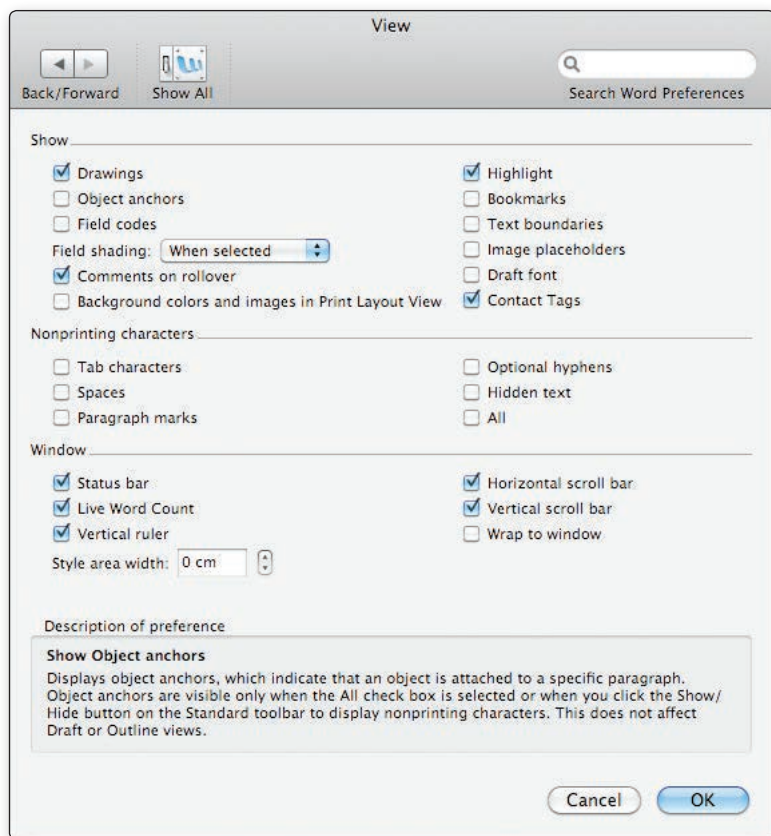 View
Back/Forward
Show All
Search Word Preferences
Show
Drawings
Object anchors
Field codes
Field shading: When selected
Comments on rollover
Background colors and images in Print Layout View
Highlight
Bookmarks
Text boundaries
Image placeholders
Draft font
Contact Tags
Nonprinting characters
Tab characters
Spaces
Paragraph marks
Optional hyphens
Hidden text
All
Window
Status bar
Live Word Count
Vertical ruler
Style area width: 0 cm
Horizontal scroll bar
Vertical scroll bar
Wrap to window
Description of preference
Show Object anchors
Displays object anchors, which indicate that an object is attached to a specific paragraph.
Object anchors are visible only when the All check box is selected or when you click the Show/
Hide button on the Standard toolbar to display nonprinting characters. This does not affect
Draft or Outline views.
Cancel
OK